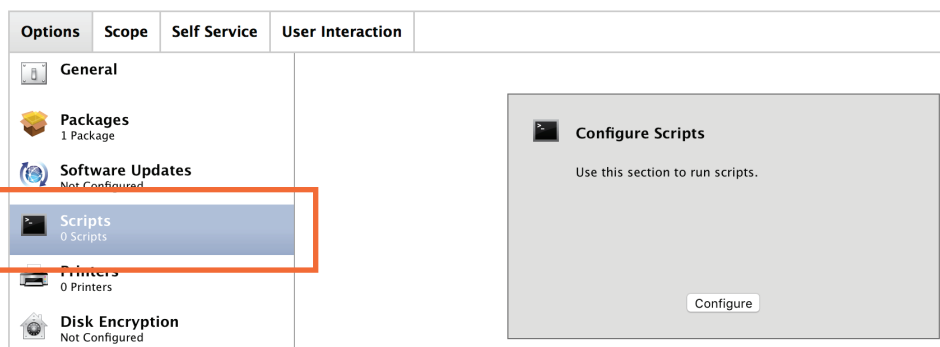 Options Scope Self Service User Interaction
General
Packages
1 Package
Software Updates
Not Configured
Scripts
0 Scripts
Printers
0 Printers
Disk Encryption
Not Configured
Configure Scripts
Use this section to run scripts.
Configure